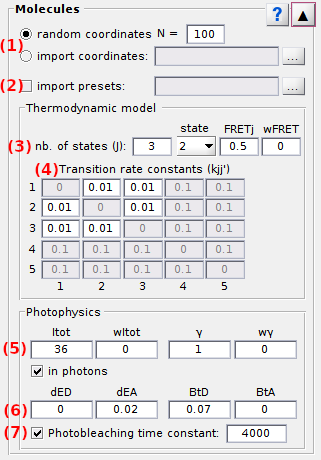 Molecules ? ▲
random coordinates N = 100
(1)
import coordinates: ...
(2) import presets: ...
Thermodynamic model
state FRETj wFRET
(3) nb. of states (J): 3 2 0.5 0
(4) Transition rate constants (kjj')
1 0 0.01 0.01 0.1 0.1
2 0.01 0 0.01 0.1 0.1
3 0.01 0.01 0 0.1 0.1
4 0.1 0.1 0.1 0 0.1
5 0.1 0.1 0.1 0.1 0
1 2 3 4 5
Photophysics
Itot wItot γ wγ
(5) 36 0 1 0
in photons
dED dEA BtD BtA
(6) 0 0.02 0.07 0
(7) Photobleaching time constant: 4000